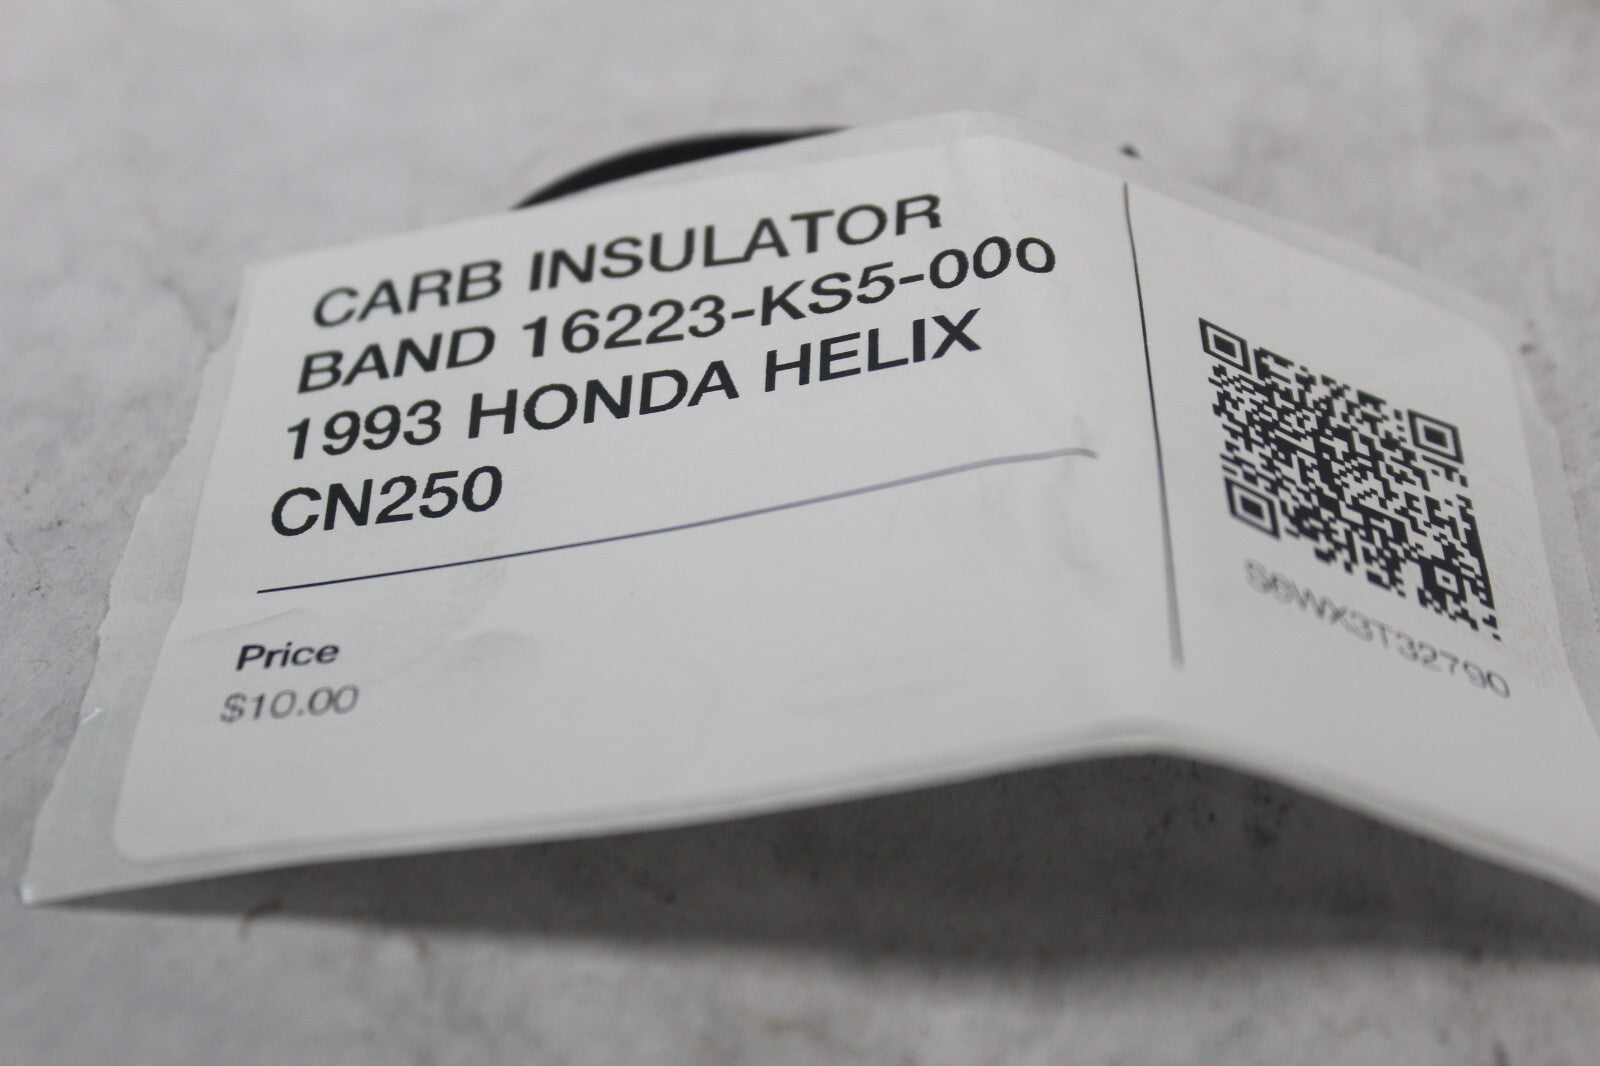 CARB INSULATOR
BAND 16223-KS5-000
1993 HONDA HELIX
CN250
Price
$10.00
S6WX3T32790